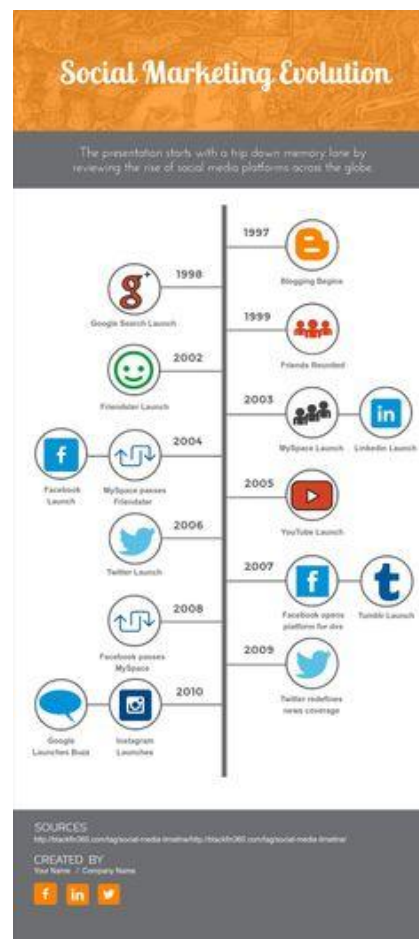 Social Marketing Evolution
The presentation starts with a trip down memory lane by
reviewing the rise of social media platforms across the globe.
1997
Blogging Begins
1998
Google Search Launch
1999
Friends Reunited
2002
Friendster Launch
2003
MySpace Launch
LinkedIn Launch
2004
Facebook
Launch
MySpace passes
Friendster
2005
YouTube Launch
2006
Twitter Launch
2007
Facebook opens
platform for dvs
Tumblr Launch
2008
Facebook passes
MySpace
2009
Twitter redefines
news coverage
2010
Google
Launches Buzz
Instagram
Launches
SOURCES
CREATED BY
Your Name / Company Name